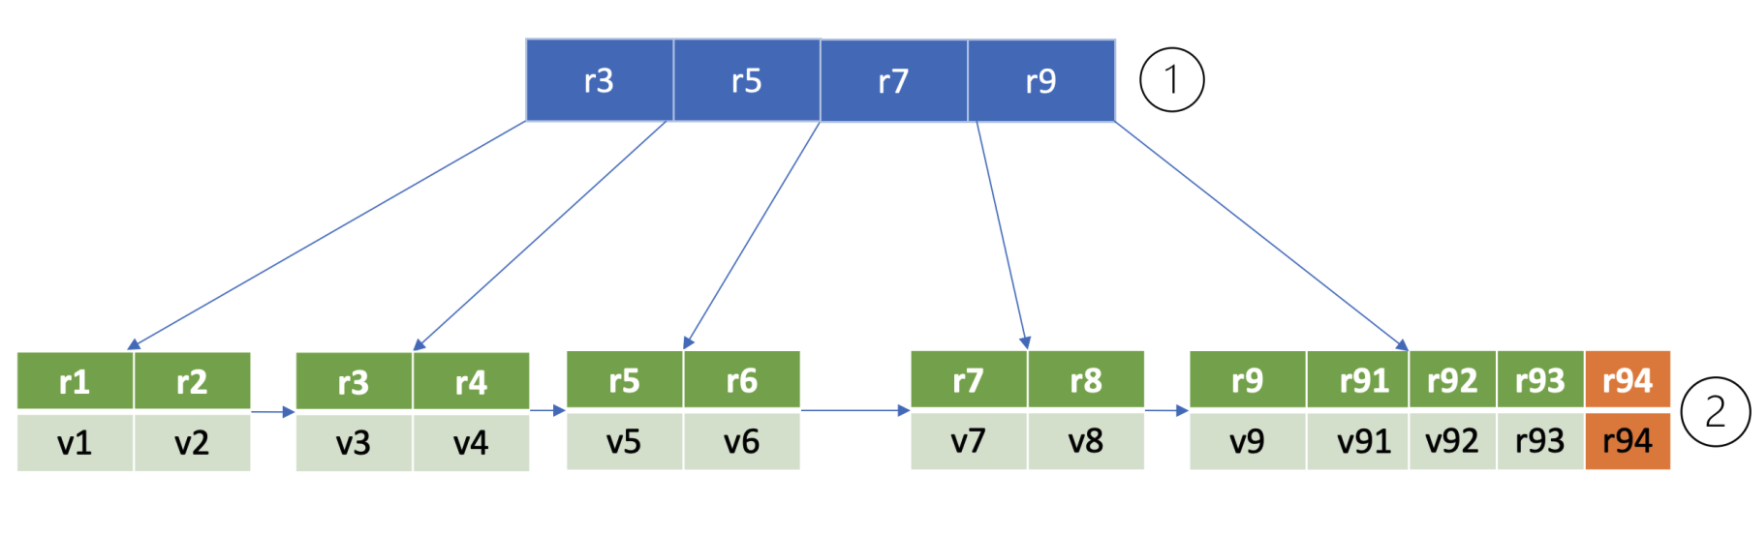 r3 r5 r7 r9 1
r1 r2 r3 r4 r5 r6 r7 r8 r9 r91 r92 r93 r94
v1 v2 v3 v4 v5 v6 v7 v8 v9 v91 v92 r93 r94 2